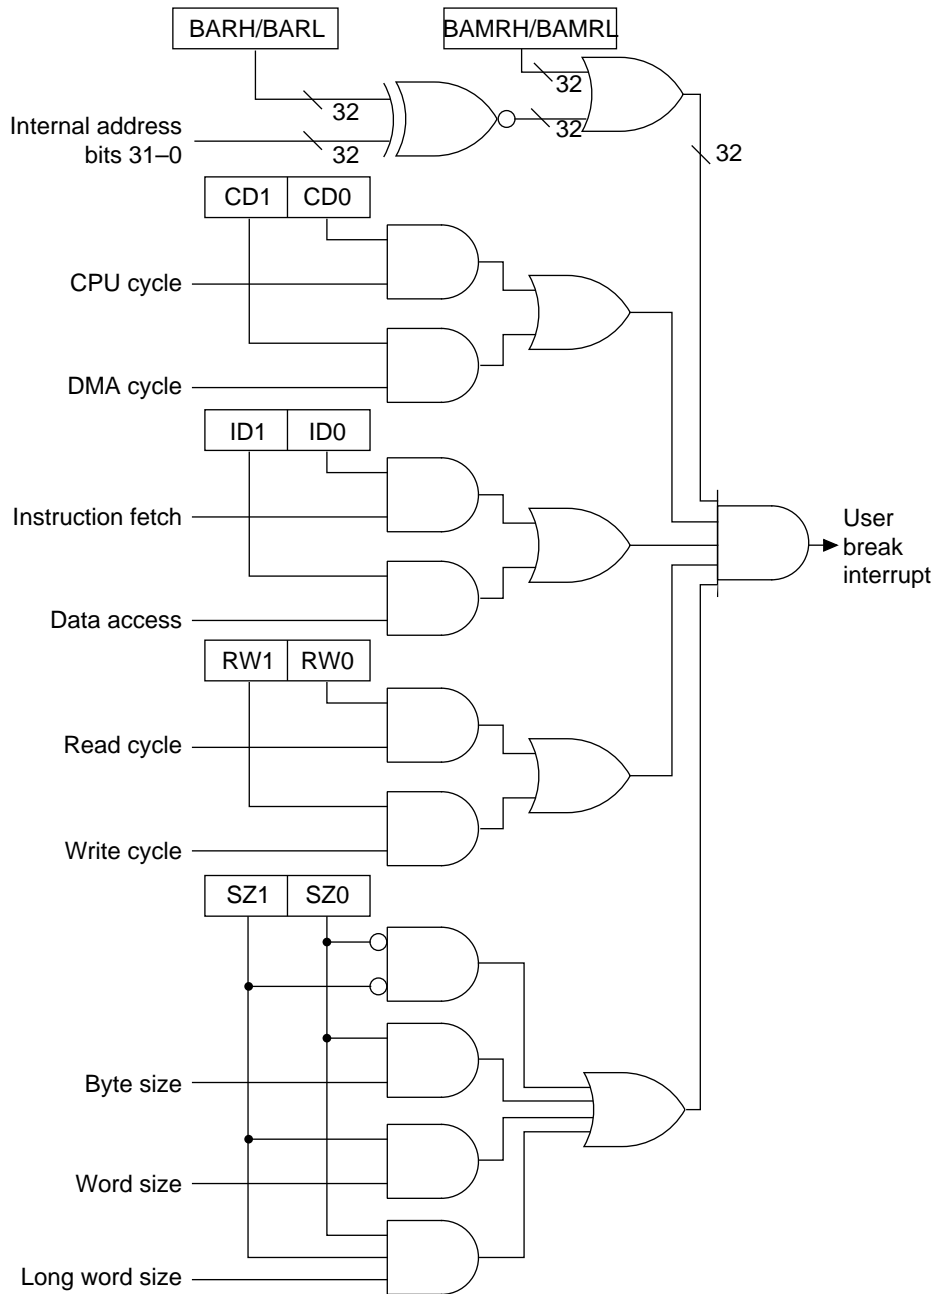 BARH/BARL
BAMRH/BAMRL
32
32
32
32
32
Internal address
bits 31–0
CD1 CD0
CPU cycle
DMA cycle
ID1 ID0
Instruction fetch
Data access
User
break
interrupt
RW1 RW0
Read cycle
Write cycle
SZ1 SZ0
Byte size
Word size
Long word size